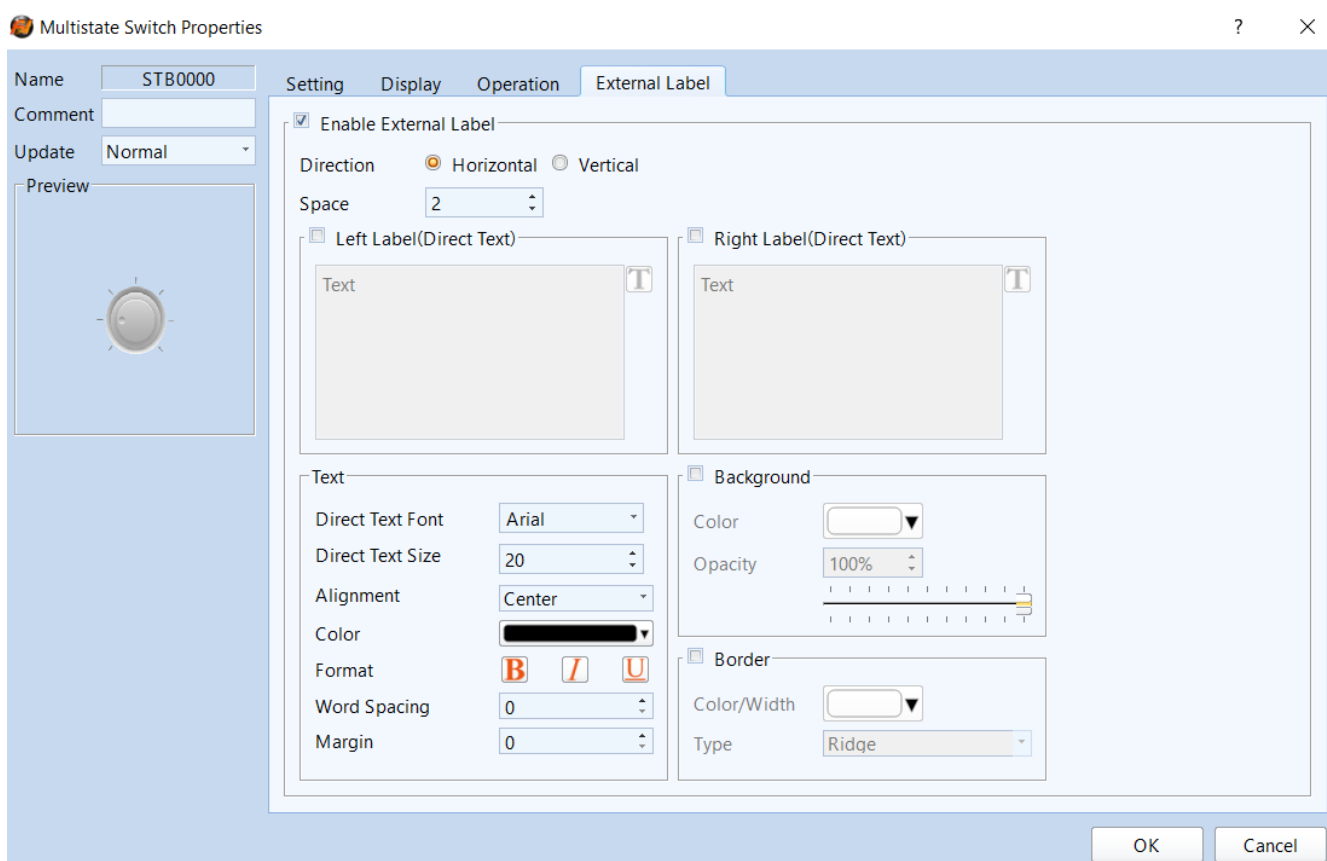 Multistate Switch Properties
?
Name STB0000
Comment
Update Normal
Preview
Setting Display Operation External Label
Enable External Label
Direction Horizontal Vertical
Space 2
Left Label(Direct Text) Right Label(Direct Text)
Text T Text T
Text
Direct Text Font Arial
Direct Text Size 20
Alignment Center
Color
Format B I U
Word Spacing 0
Margin 0
Background
Color
Opacity 100%
Border
Color/Width
Type Ridge
OK Cancel